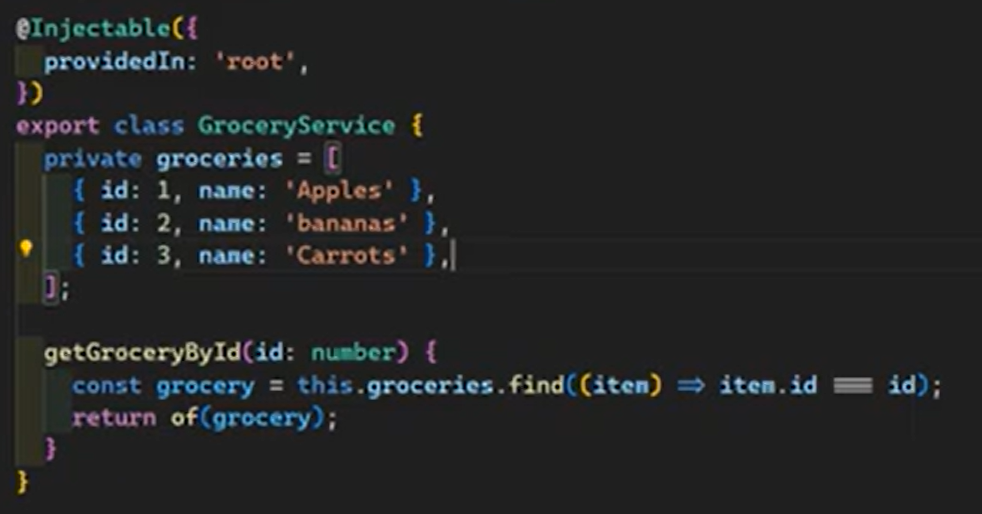 @Injectable({
  providedIn: 'root',
})
export class GroceryService {
  private groceries = [
    { id: 1, name: 'Apples' },
    { id: 2, name: 'bananas' },
    { id: 3, name: 'Carrots' },
  ];
  getGroceryById(id: number) {
    const grocery = this.groceries.find((item) => item.id === id);
    return of(grocery);
  }
}